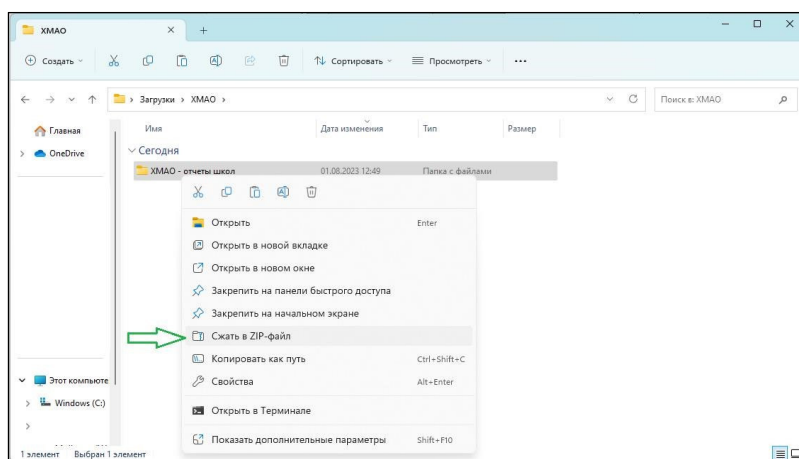 ХМАО
Создать
Сортировать
Просмотреть
Загрузки > ХМАО >
Поиск в: ХМАО
Главная
OneDrive
Имя
Дата изменения
Тип
Размер
Сегодня
ХМАО - отчеты школ
01.08.2023 12:49
Папка с файлами
Открыть Enter
Открыть в новой вкладке
Открыть в новом окне
Закрепить на панели быстрого доступа
Закрепить на начальном экране
Сжать в ZIP-файл
Копировать как путь Ctrl+Shift+C
Свойства Alt+Enter
Открыть в Терминале
Показать дополнительные параметры Shift+F10
Этот компьюте
Windows (C:)
1 элемент
Выбран 1 элемент